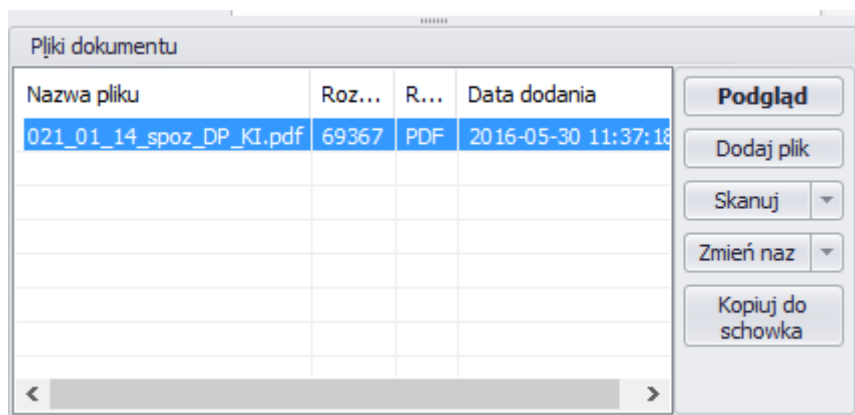 Pliki dokumentu
Nazwa pliku Roz... R... Data dodania
021_01_14_spoz_DP_KI.pdf 69367 PDF 2016-05-30 11:37:18
Podgląd
Dodaj plik
Skanuj
Zmień naz
Kopiuj do
schowka